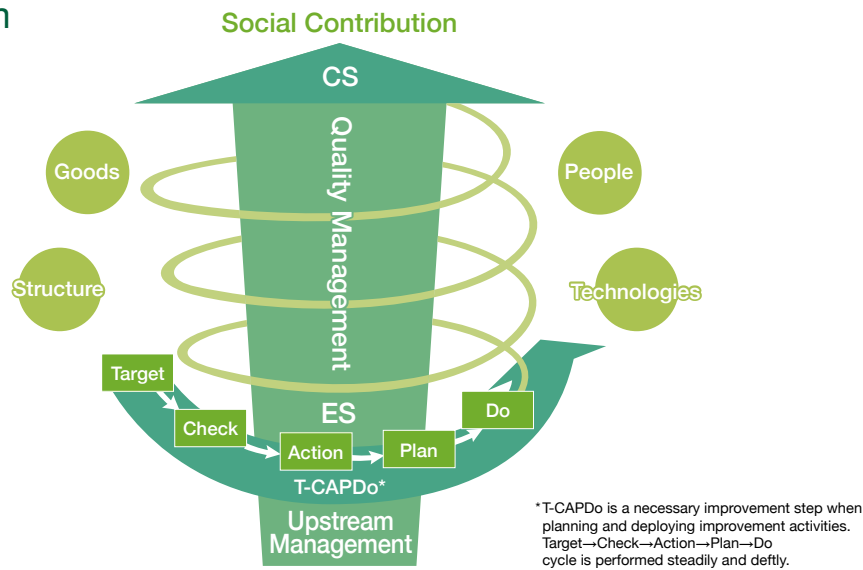 n
Social Contribution
CS
Quality Management
Goods
People
Structure
Technologies
Target
Check
Action
Plan
Do
ES
T-CAPDo*
Upstream
Management
*T-CAPDo is a necessary improvement step when
planning and deploying improvement activities.
Target→Check→Action→Plan→Do
cycle is performed steadily and deftly.